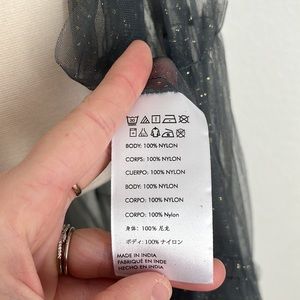 BODY: 100% NYLON
CORPS: 100% NYLON
CUERPO: 100% NYLON
BODY: 100% NYLON
CORPO: 100% NYLON
CORPO: 100% Nylon
身体: 100% 尼龙
ボディ: 100% ナイロン
MADE IN INDIA
FABRIQUÉ EN INDE
HECHO EN INDIA